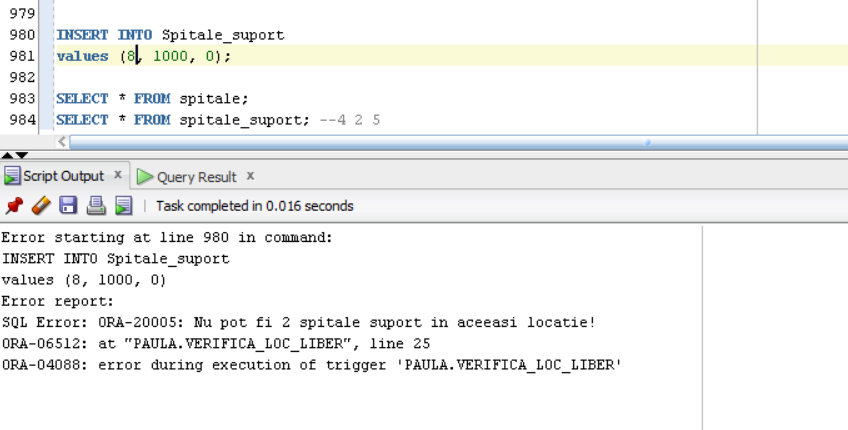 979
980 INSERT INTO Spitale_suport
981 values (8, 1000, 0);
982
983 SELECT * FROM spitale;
984 SELECT * FROM spitale_suport; --4 2 5
Script Output x Query Result x
Task completed in 0.016 seconds
Error starting at line 980 in command:
INSERT INTO Spitale_suport
values (8, 1000, 0)
Error report:
SQL Error: ORA-20005: Nu pot fi 2 spitale suport in aceeasi locatie!
ORA-06512: at "PAULA.VERIFICA_LOC_LIBER", line 25
ORA-04088: error during execution of trigger 'PAULA.VERIFICA_LOC_LIBER'